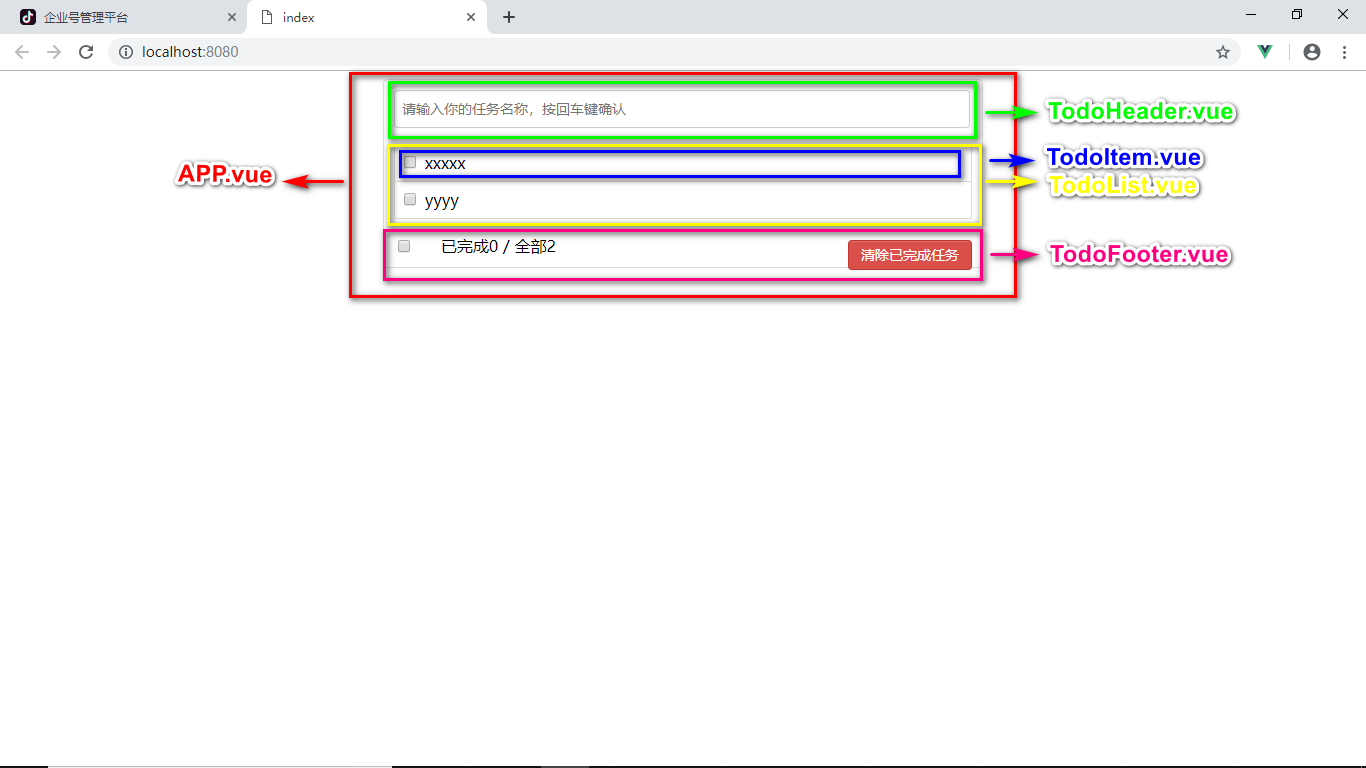 企业号管理平台
index
localhost:8080
请输入你的任务名称，按回车键确认
TodoHeader.vue
xxxxx
TodoItem.vue
APP.vue
TodoList.vue
yyyy
已完成0 / 全部2
清除已完成任务
TodoFooter.vue